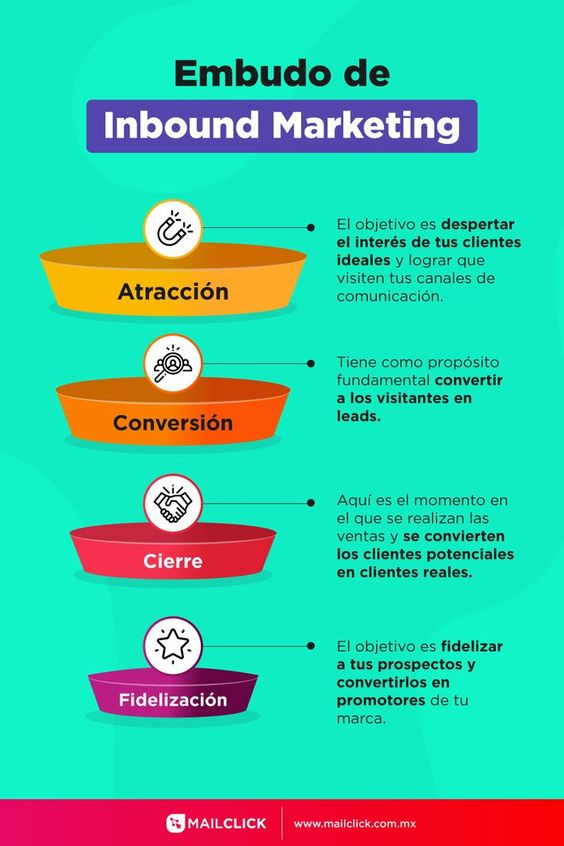 Embudo de
Inbound Marketing
El objetivo es despertar
el interés de tus clientes
ideales y lograr que
visiten tus canales de
comunicación.
Atracción
Tiene como propósito
fundamental convertir
a los visitantes en
leads.
Conversión
Aquí es el momento en
el que se realizan las
ventas y se convierten
los clientes potenciales
en clientes reales.
Cierre
El objetivo es fidelizar
a tus prospectos y
convertirlos en
promotores de tu
marca.
Fidelización
MAILCLICK
www.mailclick.com.mx